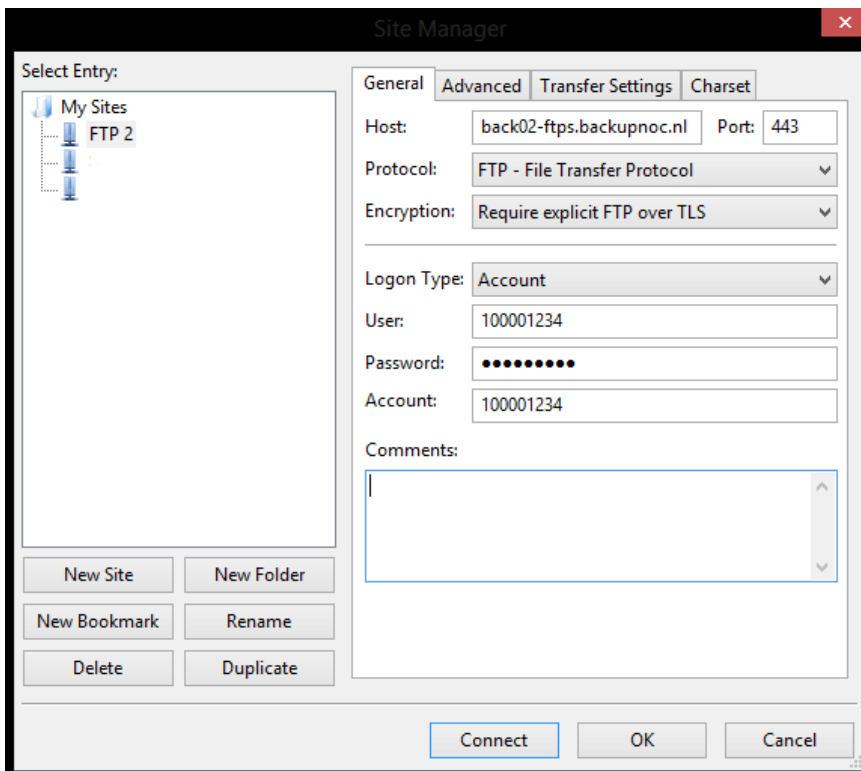 Site Manager
Select Entry:
My Sites
FTP 2
New Site
New Folder
New Bookmark
Rename
Delete
Duplicate
General
Advanced
Transfer Settings
Charset
Host:
back02-ftps.backupnoc.nl
Port:
443
Protocol:
FTP - File Transfer Protocol
Encryption:
Require explicit FTP over TLS
Logon Type:
Account
User:
100001234
Password:
●●●●●●●●●
Account:
100001234
Comments:
Connect
OK
Cancel